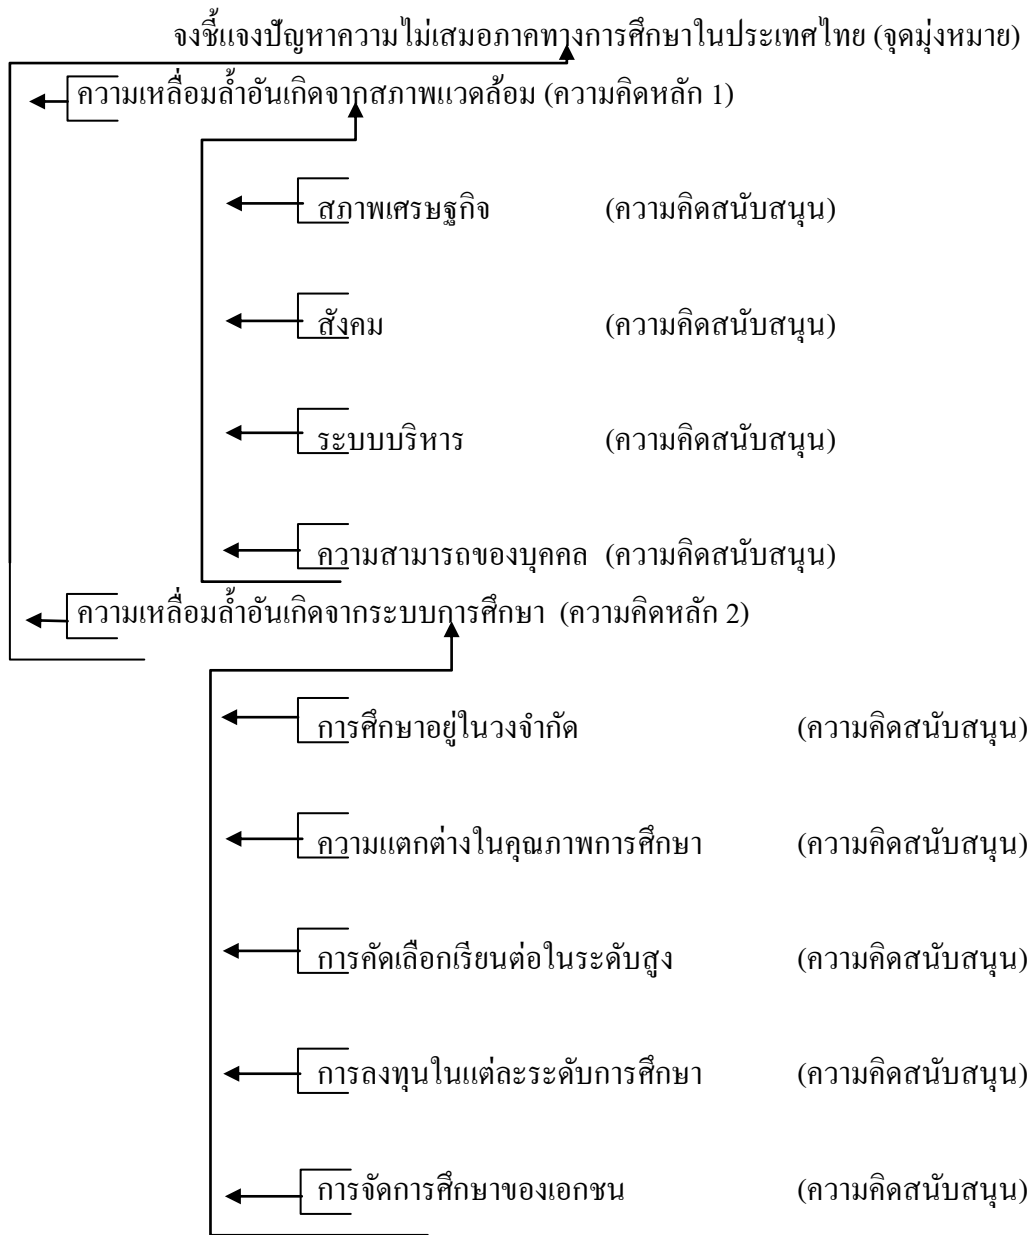 จงชี้แจงปัญหาความไม่เสมอภาคทางการศึกษาในประเทศไทย (จุดมุ่งหมาย)
ความเหลื่อมล้ำอันเกิดจากสภาพแวดล้อม (ความคิดหลัก 1)
สภาพเศรษฐกิจ (ความคิดสนับสนุน)
สังคม (ความคิดสนับสนุน)
ระบบบริหาร (ความคิดสนับสนุน)
ความสามารถของบุคคล (ความคิดสนับสนุน)
ความเหลื่อมล้ำอันเกิดจากระบบการศึกษา (ความคิดหลัก 2)
การศึกษาอยู่ในวงจำกัด (ความคิดสนับสนุน)
ความแตกต่างในคุณภาพการศึกษา (ความคิดสนับสนุน)
การคัดเลือกเรียนต่อในระดับสูง (ความคิดสนับสนุน)
การลงทุนในแต่ละระดับการศึกษา (ความคิดสนับสนุน)
การจัดการศึกษาของเอกชน (ความคิดสนับสนุน)